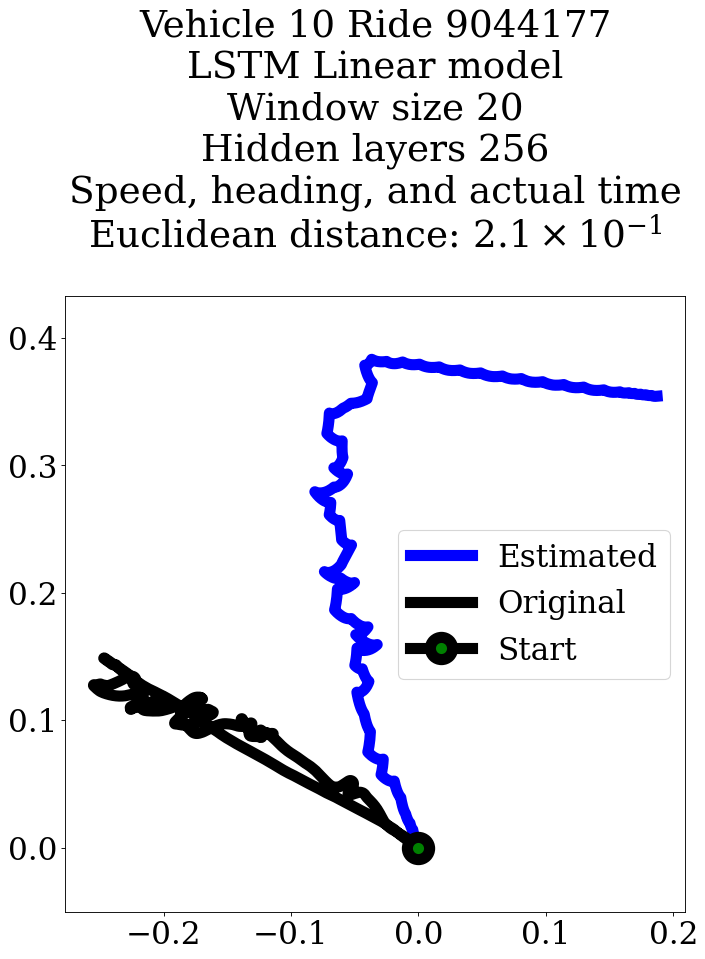 Vehicle 10 Ride 9044177
LSTM Linear model
Window size 20
Hidden layers 256
Speed, heading, and actual time
Euclidean distance: 2.1 × 10⁻¹
0.4
0.3
0.2
0.1
0.0
Estimated
Original
Start
−0.2 −0.1 0.0 0.1 0.2